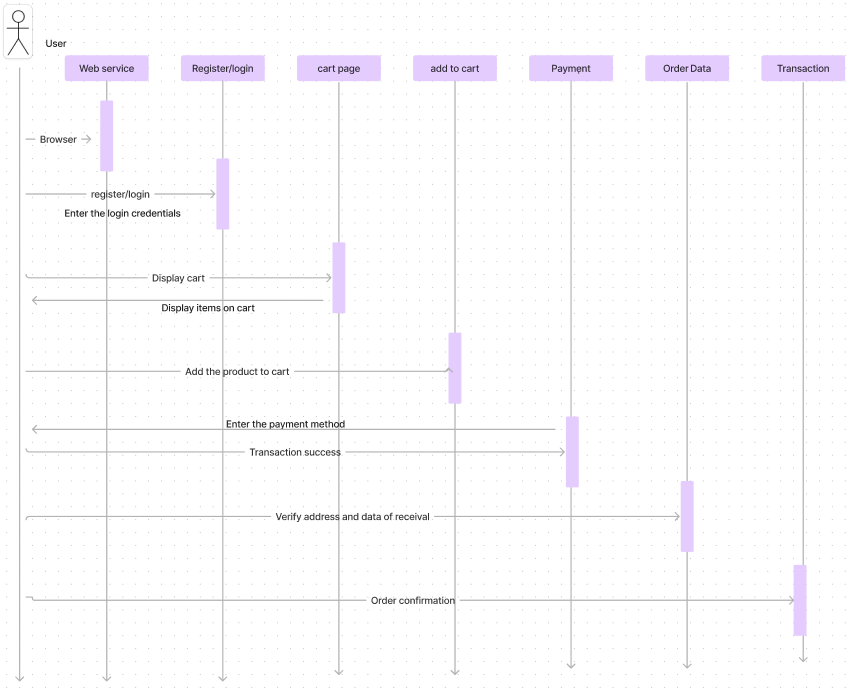 User
Web service
Register/login
cart page
add to cart
Payment
Order Data
Transaction
Browser
register/login
Enter the login credentials
Display cart
Display items on cart
Add the product to cart
Enter the payment method
Transaction success
Verify address and data of receival
Order confirmation